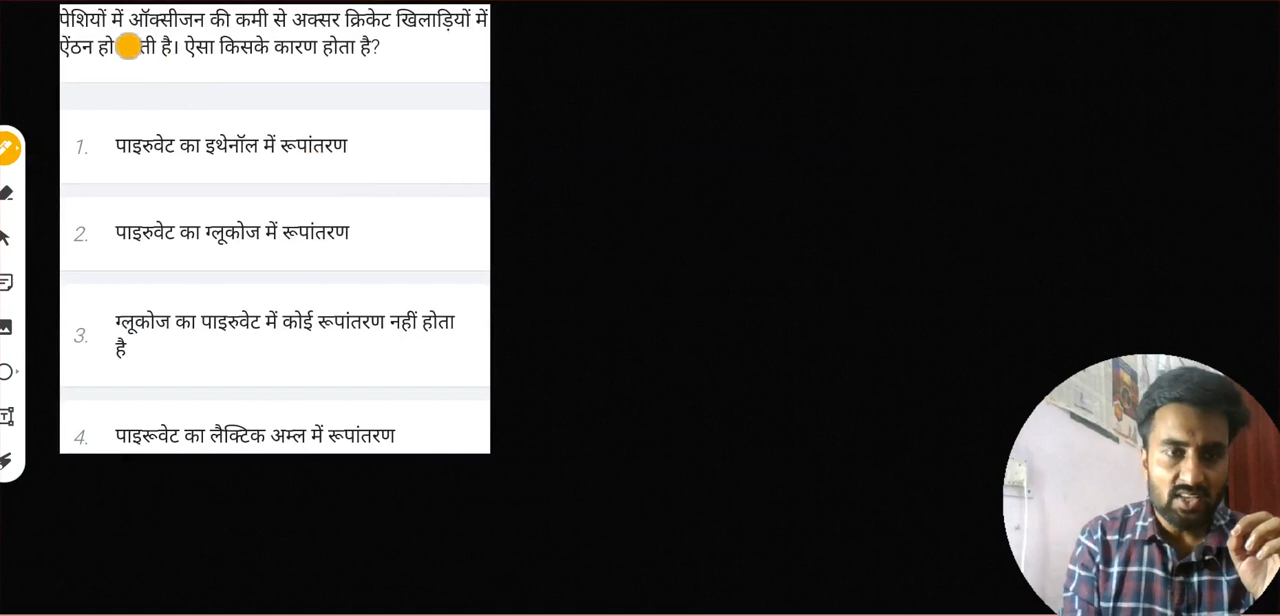 पेशियों में ऑक्सीजन की कमी से अक्सर क्रिकेट खिलाड़ियों में
ऐंठन हो ती है। ऐसा किसके कारण होता है?
1. पाइरुवेट का इथेनॉल में रूपांतरण
2. पाइरुवेट का ग्लूकोज में रूपांतरण
3. ग्लूकोज का पाइरुवेट में कोई रूपांतरण नहीं होता
है
4. पाइरूवेट का लैक्टिक अम्ल में रूपांतरण